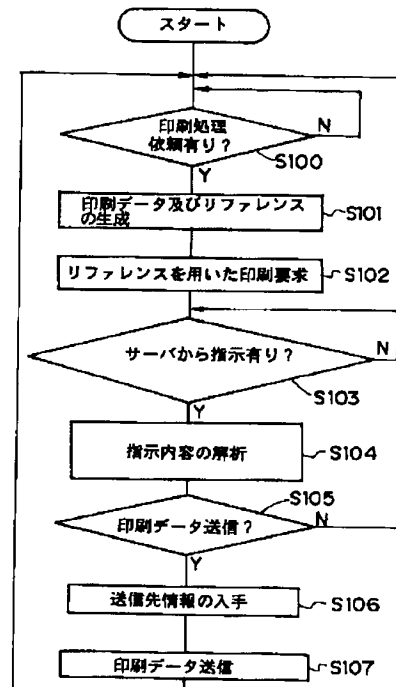 スタート
印刷処理
依頼有り？
N
S100
Y
印刷データ及びリファレンス
の生成
S101
リファレンスを用いた印刷要求
S102
サーバから指示有り？
N
S103
Y
指示内容の解析
S104
S105
印刷データ送信？
N
Y
送信先情報の入手
S106
印刷データ送信
S107